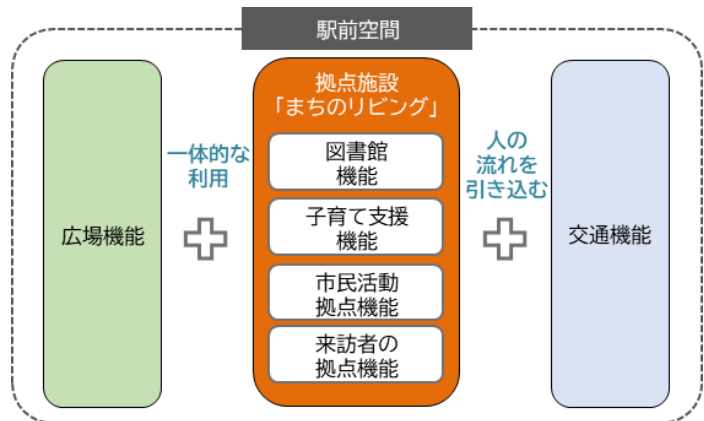 駅前空間
広場機能
一体的な
利用
拠点施設
「まちのリビング」
図書館
機能
子育て支援
機能
市民活動
拠点機能
来訪者の
拠点機能
人の
流れを
引き込む
交通機能